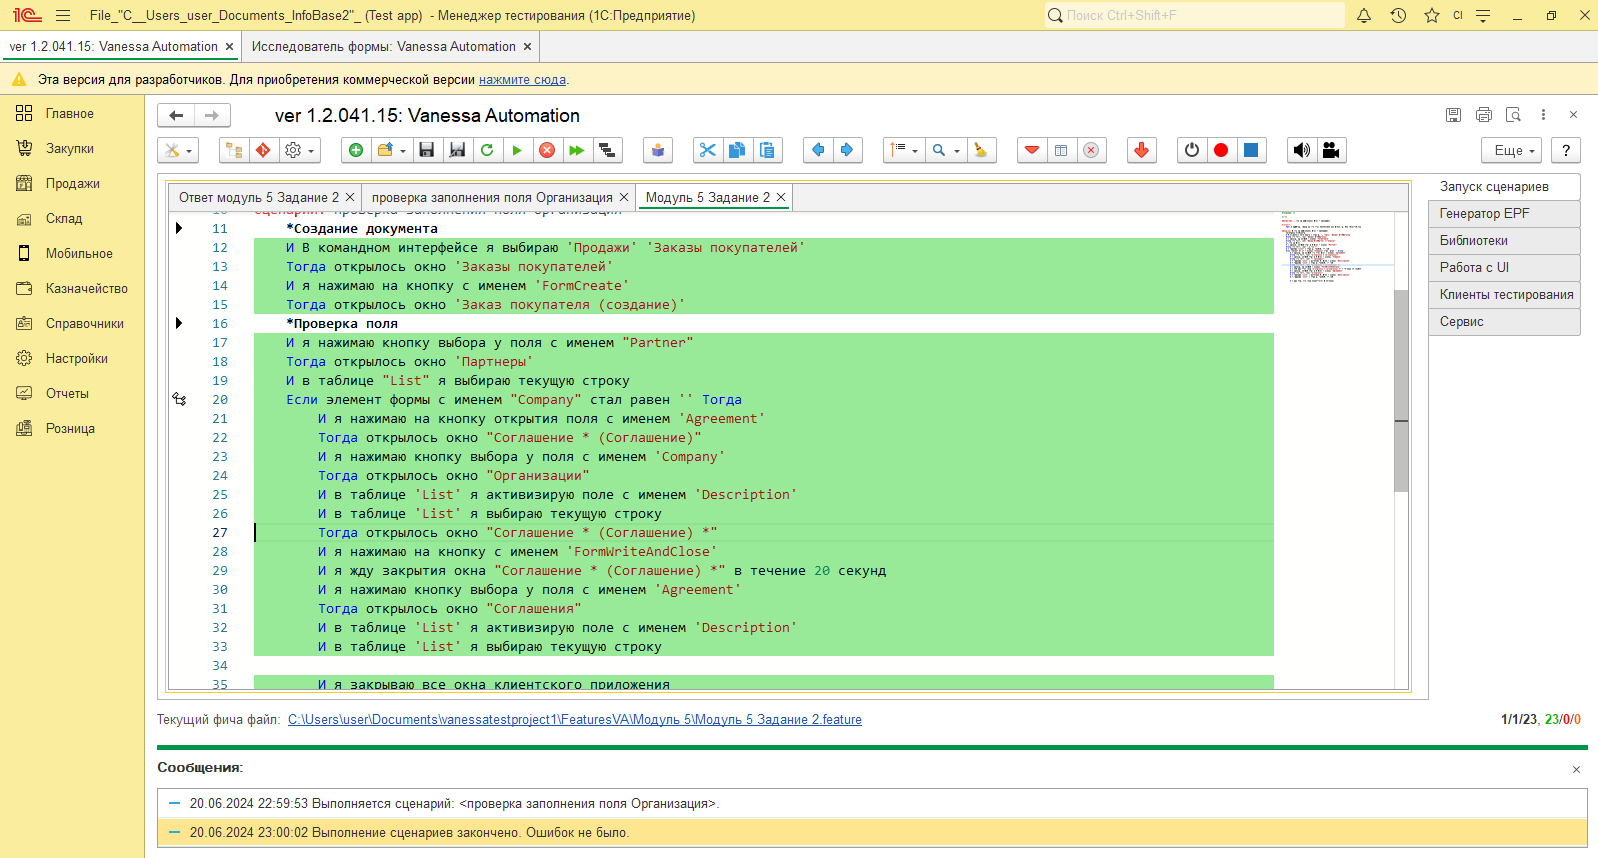 File_"C__Users_user_Documents_InfoBase2"_ (Test app) - Менеджер тестирования (1С:Предприятие)
Поиск Ctrl+Shift+F
CI
ver 1.2.041.15: Vanessa Automation
Исследователь формы: Vanessa Automation
Эта версия для разработчиков. Для приобретения коммерческой версии нажмите сюда.
Главное
Закупки
Продажи
Склад
Мобильное
Казначейство
Справочники
Настройки
Отчеты
Розница
ver 1.2.041.15: Vanessa Automation
Еще
?
Ответ модуль 5 Задание 2
проверка заполнения поля Организация
Модуль 5 Задание 2
10 Сценарий: проверка заполнения поля Организация
11 *Создание документа
12 И В командном интерфейсе я выбираю 'Продажи' 'Заказы покупателей'
13 Тогда открылось окно 'Заказы покупателей'
14 И я нажимаю на кнопку с именем 'FormCreate'
15 Тогда открылось окно 'Заказ покупателя (создание)'
16 *Проверка поля
17 И я нажимаю кнопку выбора у поля с именем "Partner"
18 Тогда открылось окно 'Партнеры'
19 И в таблице "List" я выбираю текущую строку
20 Если элемент формы с именем "Company" стал равен '' Тогда
21 И я нажимаю на кнопку открытия поля с именем 'Agreement'
22 Тогда открылось окно "Соглашение * (Соглашение)"
23 И я нажимаю кнопку выбора у поля с именем 'Company'
24 Тогда открылось окно "Организации"
25 И в таблице 'List' я активизирую поле с именем 'Description'
26 И в таблице 'List' я выбираю текущую строку
27 Тогда открылось окно "Соглашение * (Соглашение) *"
28 И я нажимаю на кнопку с именем 'FormWriteAndClose'
29 И я жду закрытия окна "Соглашение * (Соглашение) *" в течение 20 секунд
30 И я нажимаю кнопку выбора у поля с именем 'Agreement'
31 Тогда открылось окно "Соглашения"
32 И в таблице 'List' я активизирую поле с именем 'Description'
33 И в таблице 'List' я выбираю текущую строку
34
35 И я закрываю все окна клиентского приложения
Запуск сценариев
Генератор EPF
Библиотеки
Работа с UI
Клиенты тестирования
Сервис
Текущий фича файл: C:\Users\user\Documents\vanessatestproject1\FeaturesVA\Модуль 5\Модуль 5 Задание 2.feature
1/1/23, 23/0/0
Сообщения:
20.06.2024 22:59:53 Выполняется сценарий: <проверка заполнения поля Организация>.
20.06.2024 23:00:02 Выполнение сценариев закончено. Ошибок не было.